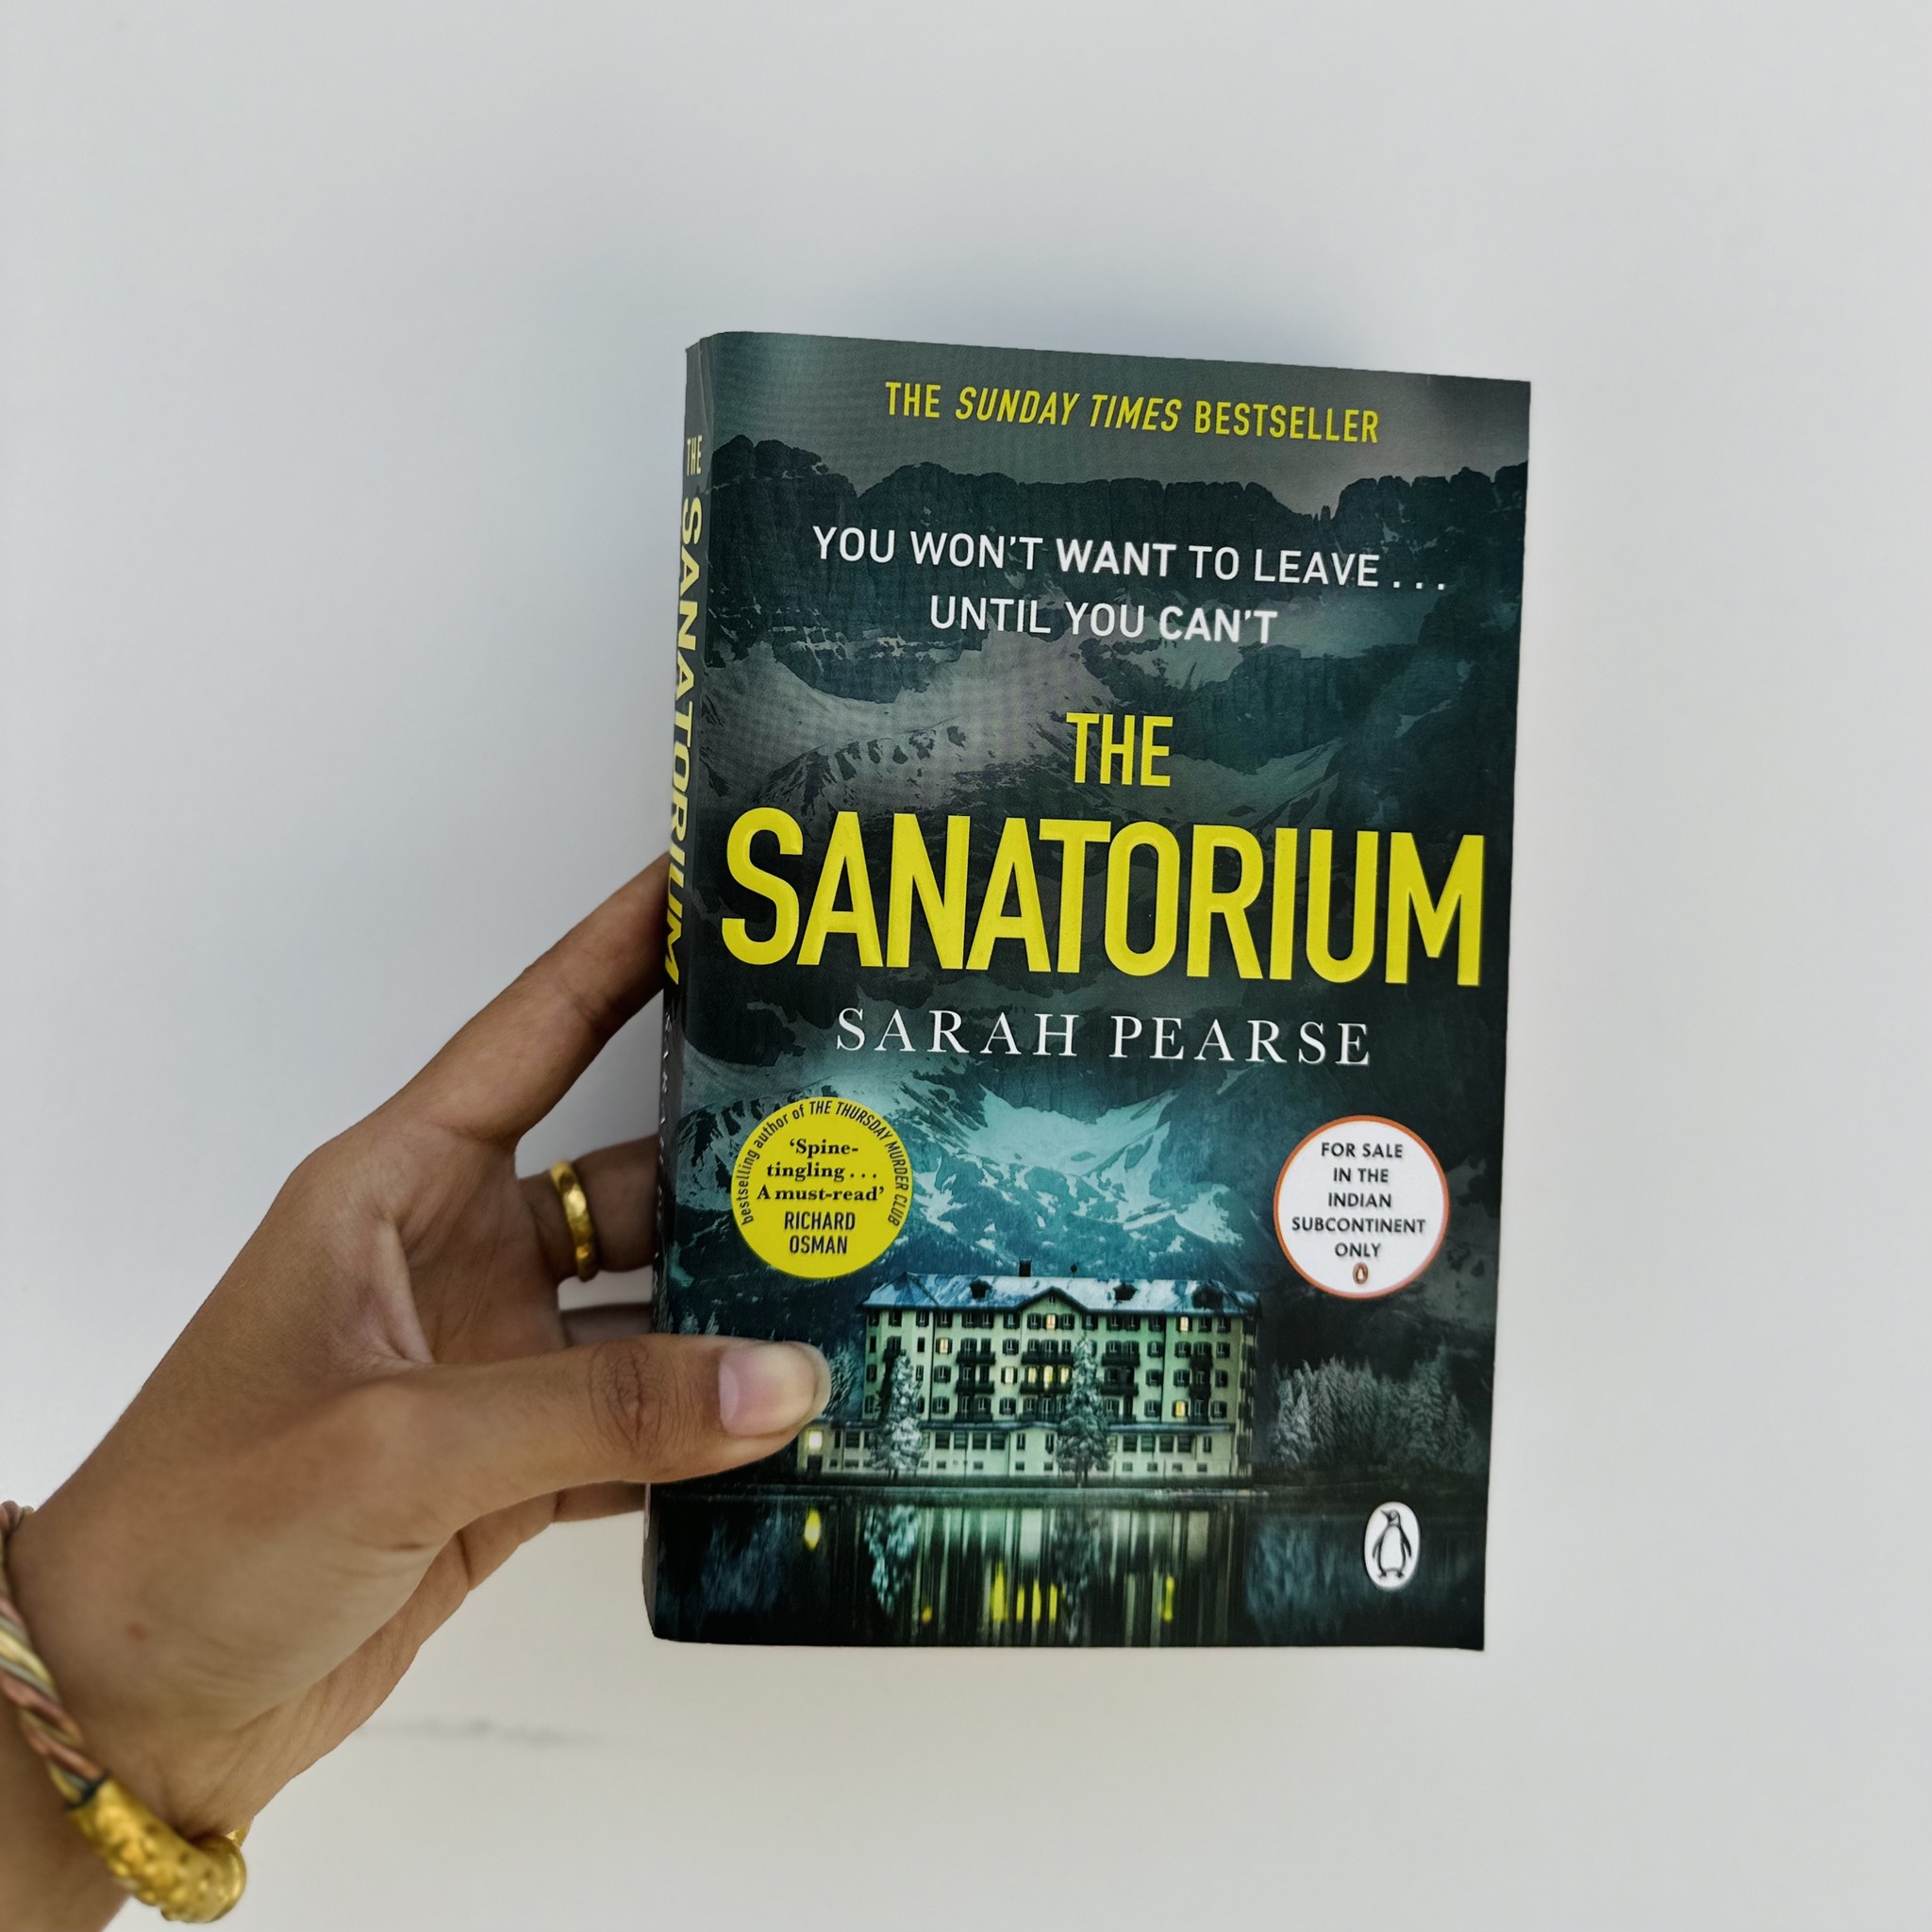 THE SUNDAY TIMES BESTSELLER
YOU WON'T WANT TO LEAVE . . .
UNTIL YOU CAN'T
THE
SANATORIUM
SARAH PEARSE
bestselling author of THE THURSDAY MURDER CLUB
‘Spine-
tingling . . .
A must-read’
RICHARD
OSMAN
FOR SALE
IN THE
INDIAN
SUBCONTINENT
ONLY
THE SANATORIUM